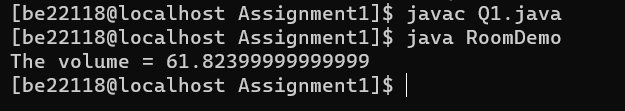 [be22118@localhost Assignment1]$ javac Q1.java
[be22118@localhost Assignment1]$ java RoomDemo
The volume = 61.82399999999999
[be22118@localhost Assignment1]$